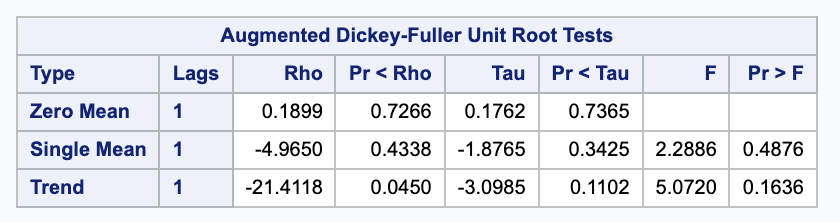 Augmented Dickey-Fuller Unit Root Tests
Type Lags Rho Pr < Rho Tau Pr < Tau F Pr > F
Zero Mean 1 0.1899 0.7266 0.1762 0.7365
Single Mean 1 -4.9650 0.4338 -1.8765 0.3425 2.2886 0.4876
Trend 1 -21.4118 0.0450 -3.0985 0.1102 5.0720 0.1636